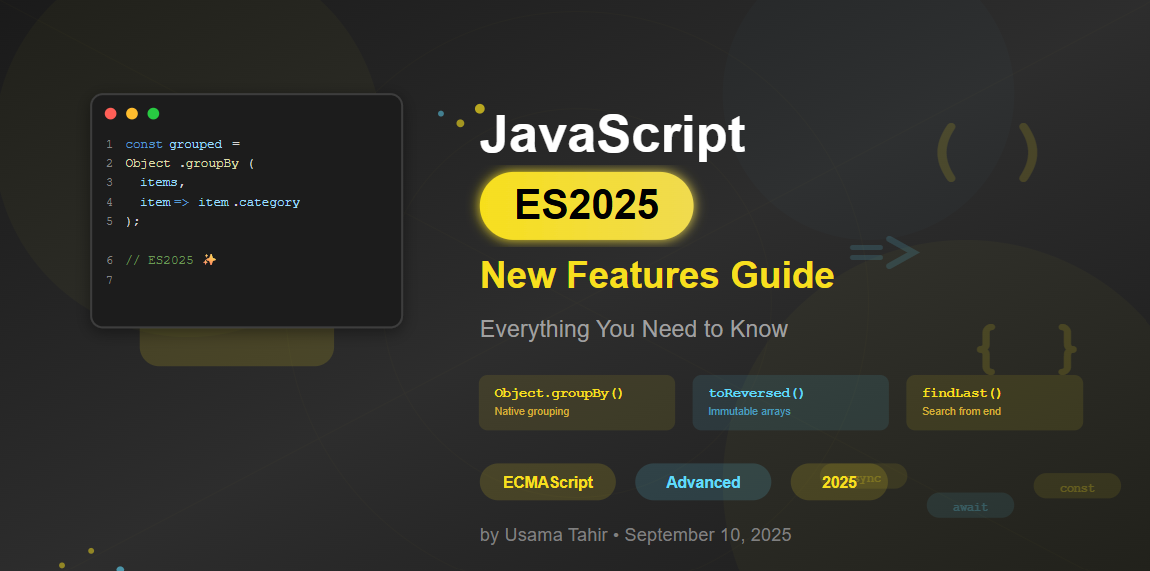 1 const grouped =
2 Object .groupBy (
3 items,
4 item => item .category
5 );
6 // ES2025 ✨
7
JavaScript
ES2025
New Features Guide
Everything You Need to Know
( )
=>
{ }
Object.groupBy()
Native grouping
toReversed()
Immutable arrays
findLast()
Search from end
ECMAScript
Advanced
2025
const
await
by Usama Tahir • September 10, 2025